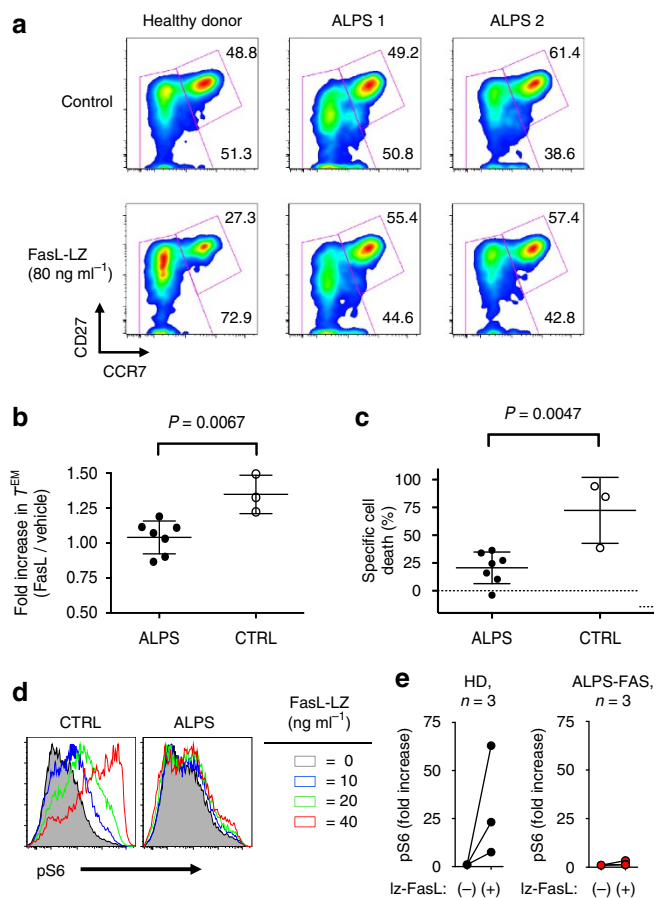 a
Healthy donor ALPS 1 ALPS 2
Control
48.8 49.2 61.4
51.3 50.8 38.6
FasL-LZ
(80 ng ml⁻¹)
27.3 55.4 57.4
72.9 44.6 42.8
CD27
CCR7
b
P = 0.0067
Fold increase in T^EM
(FasL / vehicle)
1.50
1.25
1.00
0.75
0.50
ALPS CTRL
c
P = 0.0047
Specific cell
death (%)
100
75
50
25
0
ALPS CTRL
d
CTRL ALPS
FasL-LZ
(ng ml⁻¹)
= 0
= 10
= 20
= 40
pS6
e
HD,
n = 3
pS6 (fold increase)
75
50
25
0
lz-FasL: (–) (+)
ALPS-FAS,
n = 3
pS6 (fold increase)
75
50
25
0
lz-FasL: (–) (+)